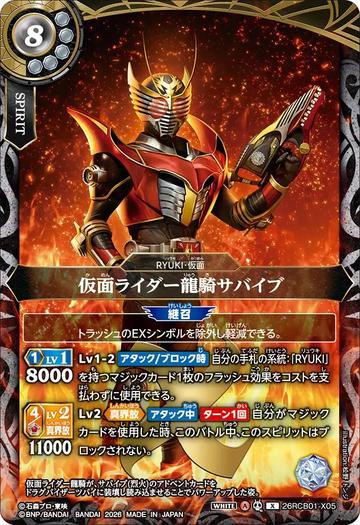 8
SPIRIT
RYUKI・仮面
仮面ライダー龍騎サバイブ
継召
トラッシュのEXシンボルを除外し軽減できる。
1 LV1 8000
Lv1-2 アタック/ブロック時 自分の手札の系統:「RYUKI」
を持つマジックカード1枚のフラッシュ効果をコストを支
払わずに使用できる。
4 LV2 真界放 11000
Lv2 真界放 アタック中 ターン1回 自分がマジッ
クカードを使用した時、このバトル中、このスピリットはブ
ロックされない。
仮面ライダー龍騎が、サバイブ(烈火)のアドベントカードを
ドラグバイザーツバイに装填し読み込ませることでパワーアップした姿。
©石森プロ・東映
©BNP/BANDAI BANDAI 2026 MADE IN JAPAN
WHITE A X 26RCB01-X05